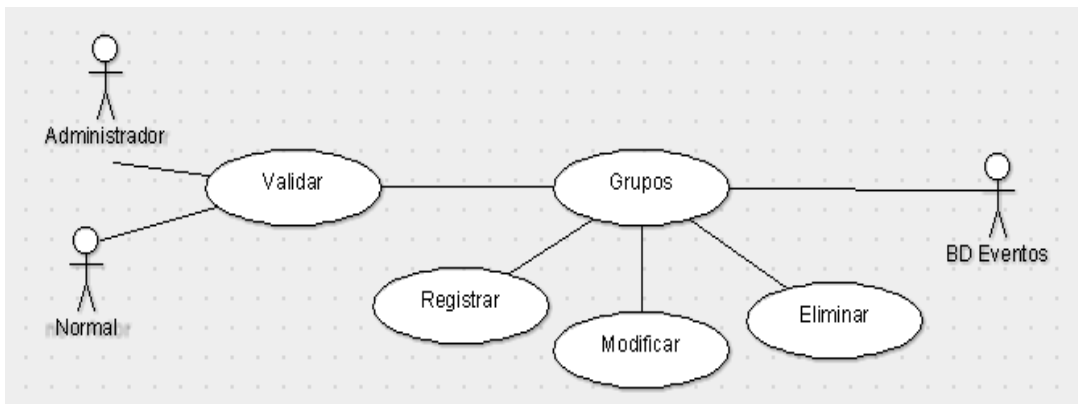 Administrador
Validar
Grupos
BD Eventos
Normal
Registrar
Modificar
Eliminar